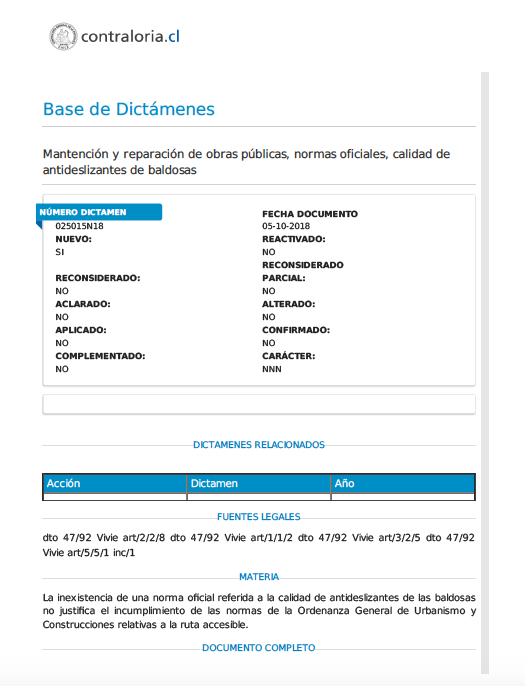 contraloria.cl
Base de Dictámenes
Mantención y reparación de obras públicas, normas oficiales, calidad de
antideslizantes de baldosas
NÚMERO DICTAMEN
025015N18
FECHA DOCUMENTO
05-10-2018
NUEVO:
SI
REACTIVADO:
NO
RECONSIDERADO:
NO
RECONSIDERADO
PARCIAL:
NO
ACLARADO:
NO
ALTERADO:
NO
APLICADO:
NO
CONFIRMADO:
NO
COMPLEMENTADO:
NO
CARÁCTER:
NNN
DICTAMENES RELACIONADOS
Acción Dictamen Año
FUENTES LEGALES
dto 47/92 Vivie art/2/2/8 dto 47/92 Vivie art/1/1/2 dto 47/92 Vivie art/3/2/5 dto 47/92
Vivie art/5/5/1 inc/1
MATERIA
La inexistencia de una norma oficial referida a la calidad de antideslizantes de las baldosas
no justifica el incumplimiento de las normas de la Ordenanza General de Urbanismo y
Construcciones relativas a la ruta accesible.
DOCUMENTO COMPLETO